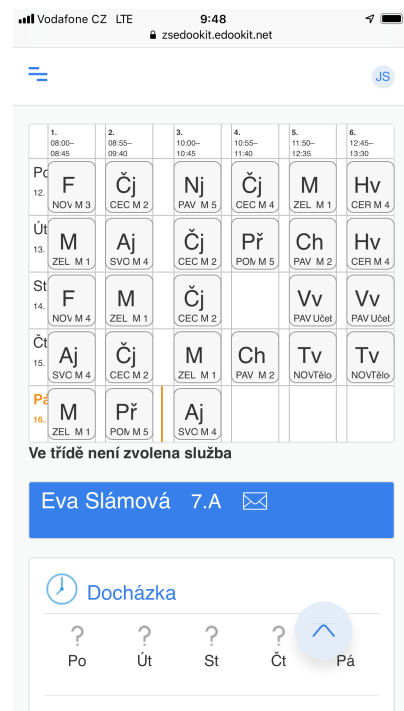 Vodafone CZ LTE 9:48
zsedookit.edookit.net
JS
1. 2. 3. 4. 5. 6.
08:00– 08:55– 10:00– 10:55– 11:50– 12:45–
08:45 09:40 10:45 11:40 12:35 13:30
Po F Čj Nj Čj M Hv
12. NOV M 3 CEC M 2 PAV M 5 CEC M 4 ZEL M 1 CER M 4
Út M Aj Čj Př Ch Hv
13. ZEL M 1 SVO M 4 CEC M 2 POM M 5 PAV M 2 CER M 4
St F M Čj Vv Vv
14. NOV M 4 ZEL M 1 CEC M 2 PAV Učet PAV Učet
Čt Aj Čj M Ch Tv Tv
15. SVO M 4 CEC M 2 ZEL M 1 PAV M 2 NOVTělo NOVTělo
Pá M Př Aj
16. ZEL M 1 POM M 5 SVO M 4
Ve třídě není zvolena služba
Eva Slámová 7.A
Docházka
? ? ? ?
Po Út St Čt Pá